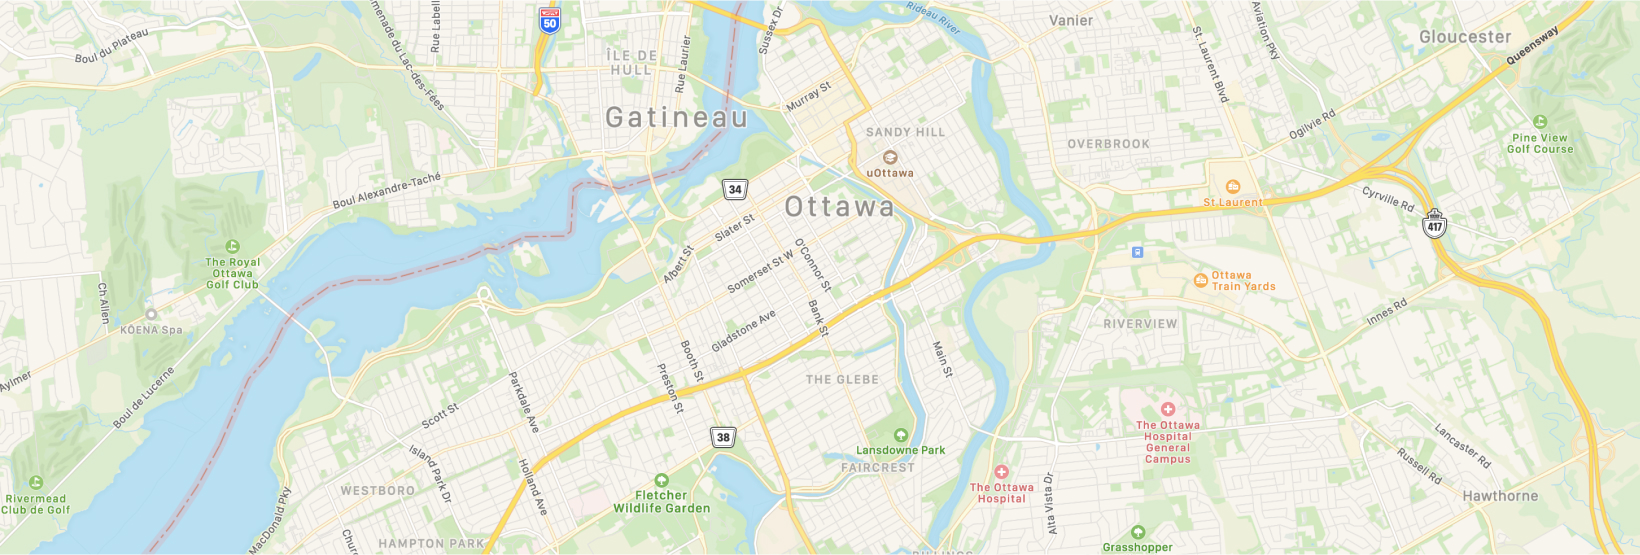 Rideau River
Vanier
Boul du Plateau
Rue Labell
50
Sussex Dr
Aviation Pky
St. Laurent Blvd
Gloucester
Queensway
ÎLE DE
HULL
Rue Laurier
menade du Lac-des-Fées
Murray St
Gatineau
SANDY HILL
OVERBROOK
Ogilvie Rd
Pine View
Golf Course
uOttawa
Boul Alexandre-Taché
34
Ottawa
St.Laurent
Cyrville Rd
417
Slater St
The Royal
Ottawa
Golf Club
Albert St
Somerset St W
O'Connor St
Ottawa
Train Yards
Ch Allen
KÖENA Spa
Gladstone Ave
Bank St
RIVERVIEW
Innes Rd
Booth St
Main St
Aylmer
Boul de Lucerne
Preston St
THE GLEBE
Parkdale Ave
Scott St
The Ottawa
Hospital
General
Campus
38
Lansdowne Park
Lancaster Rd
Island Park Dr
Russell Rd
FAIRCREST
Holland Ave
The Ottawa
Hospital
Alta Vista Dr
WESTBORO
Fletcher
Wildlife Garden
Hawthorne
Rivermead
Club de Golf
MacDonald Pky
Chur
HAMPTON PARK
Grasshopper